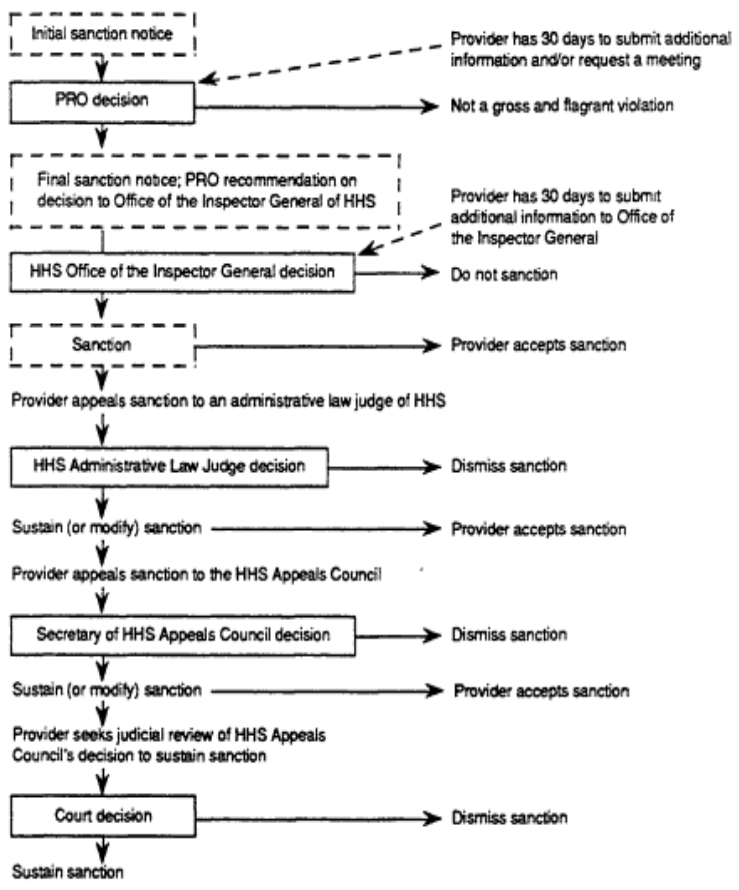 Initial sanction notice
Provider has 30 days to submit additional
information and/or request a meeting
PRO decision
Not a gross and flagrant violation
Final sanction notice; PRO recommendation on
decision to Office of the Inspector General of HHS
Provider has 30 days to submit
additional information to Office of
the Inspector General
HHS Office of the Inspector General decision
Do not sanction
Sanction
Provider accepts sanction
Provider appeals sanction to an administrative law judge of HHS
HHS Administrative Law Judge decision
Dismiss sanction
Sustain (or modify) sanction
Provider accepts sanction
Provider appeals sanction to the HHS Appeals Council
Secretary of HHS Appeals Council decision
Dismiss sanction
Sustain (or modify) sanction
Provider accepts sanction
Provider seeks judicial review of HHS Appeals
Council's decision to sustain sanction
Court decision
Dismiss sanction
Sustain sanction